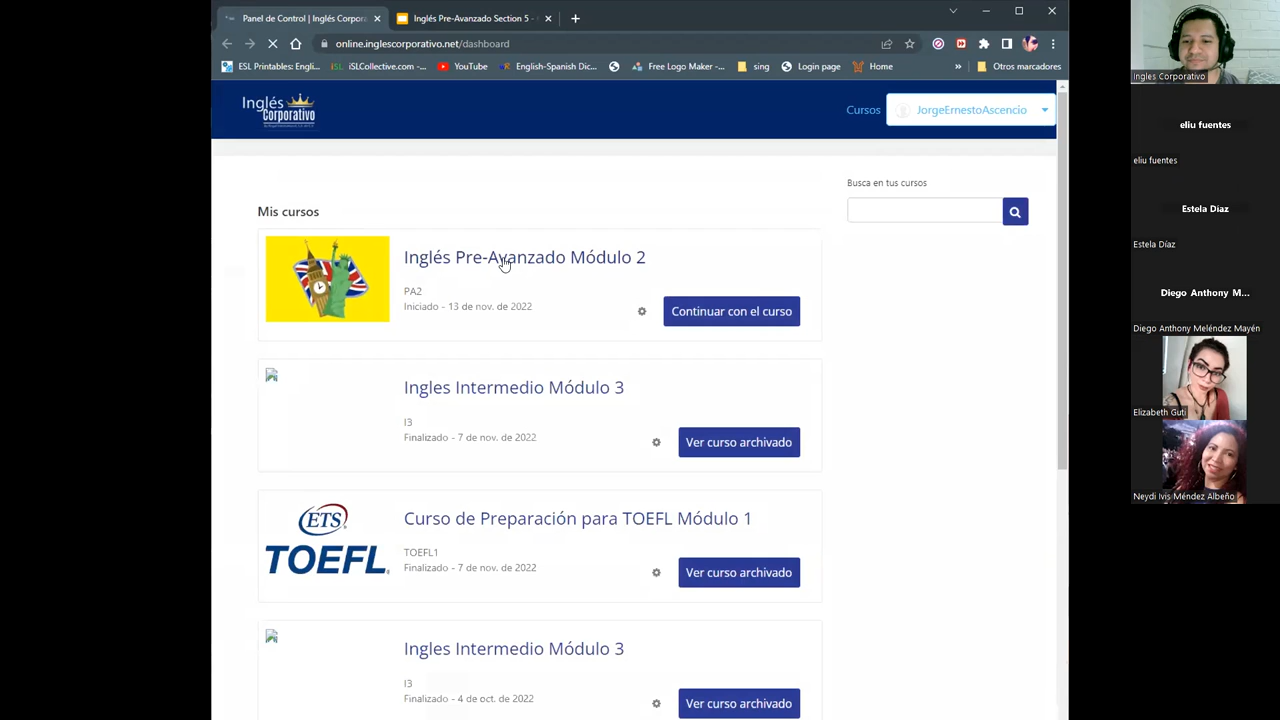 Panel de Control | Inglés Corpora
Inglés Pre-Avanzado Section 5 -
online.inglescorporativo.net/dashboard
ESL Printables: Engli...
iSLCollective.com -...
YouTube
English-Spanish Dic...
Free Logo Maker -...
sing
Login page
Home
»
Otros marcadores
Inglés
Corporativo
Cursos
JorgeErnestoAscencio
Busca en tus cursos
Mis cursos
Inglés Pre-Avanzado Módulo 2
PA2
Iniciado - 13 de nov. de 2022
Continuar con el curso
Ingles Intermedio Módulo 3
I3
Finalizado - 7 de nov. de 2022
Ver curso archivado
ETS
TOEFL
Curso de Preparación para TOEFL Módulo 1
TOEFL1
Finalizado - 7 de nov. de 2022
Ver curso archivado
Ingles Intermedio Módulo 3
I3
Finalizado - 4 de oct. de 2022
Ver curso archivado
Ingles Corporativo
eliu fuentes
eliu fuentes
Estela Díaz
Estela Díaz
Diego Anthony M...
Diego Anthony Meléndez Mayén
Elizabeth Guti
Neydi Ivis Méndez Albeño